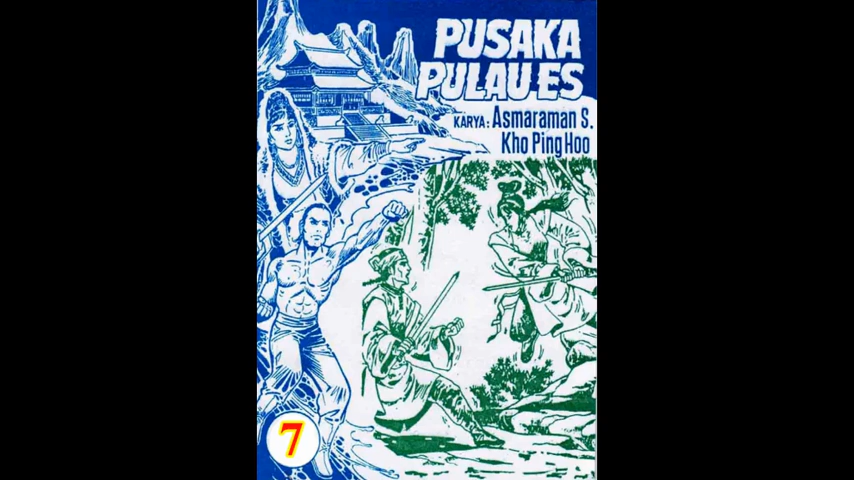 PUSAKA
PULAU ES
KARYA: Asmaraman S.
Kho Ping Hoo
7